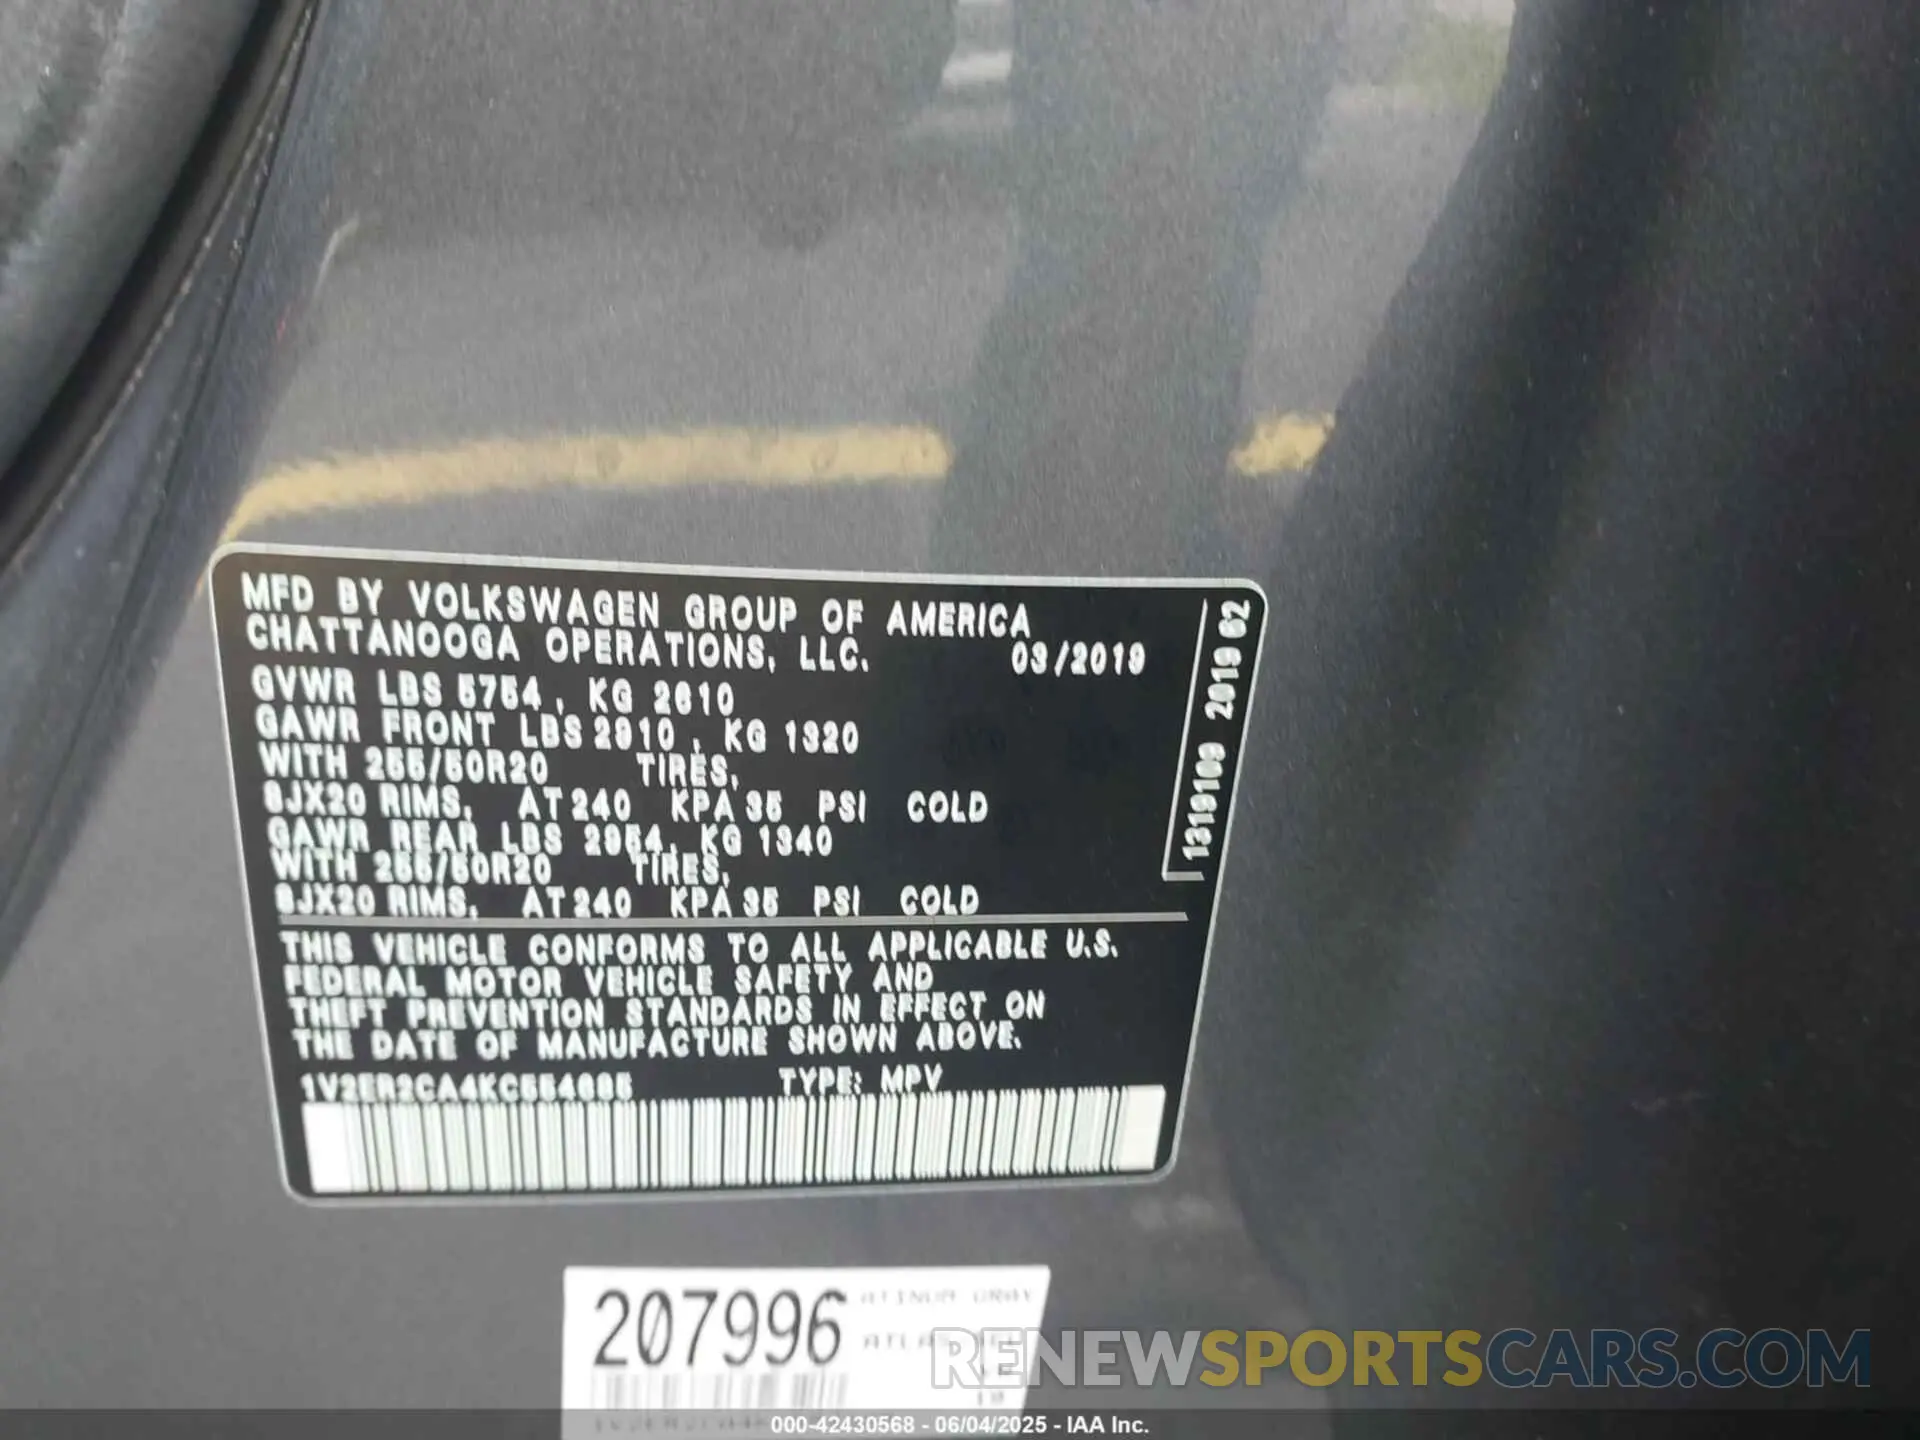 MFD BY VOLKSWAGEN GROUP OF AMERICA
CHATTANOOGA OPERATIONS, LLC. 03/2019
GVWR LBS 5754, KG 2610
GAWR FRONT LBS 2910, KG 1320
WITH 255/50R20 TIRES,
8JX20 RIMS, AT 240 KPA 35 PSI COLD
GAWR REAR LBS 2954, KG 1340
WITH 255/50R20 TIRES,
8JX20 RIMS, AT 240 KPA 35 PSI COLD
1319109 2019 62
THIS VEHICLE CONFORMS TO ALL APPLICABLE U.S.
FEDERAL MOTOR VEHICLE SAFETY AND
THEFT PREVENTION STANDARDS IN EFFECT ON
THE DATE OF MANUFACTURE SHOWN ABOVE.
1V2ER2CA4KC554685 TYPE: MPV
207996
GRAY
ATLAS
RENEWSPORTSCARS.COM
000-42430568 - 06/04/2025 - IAA Inc.